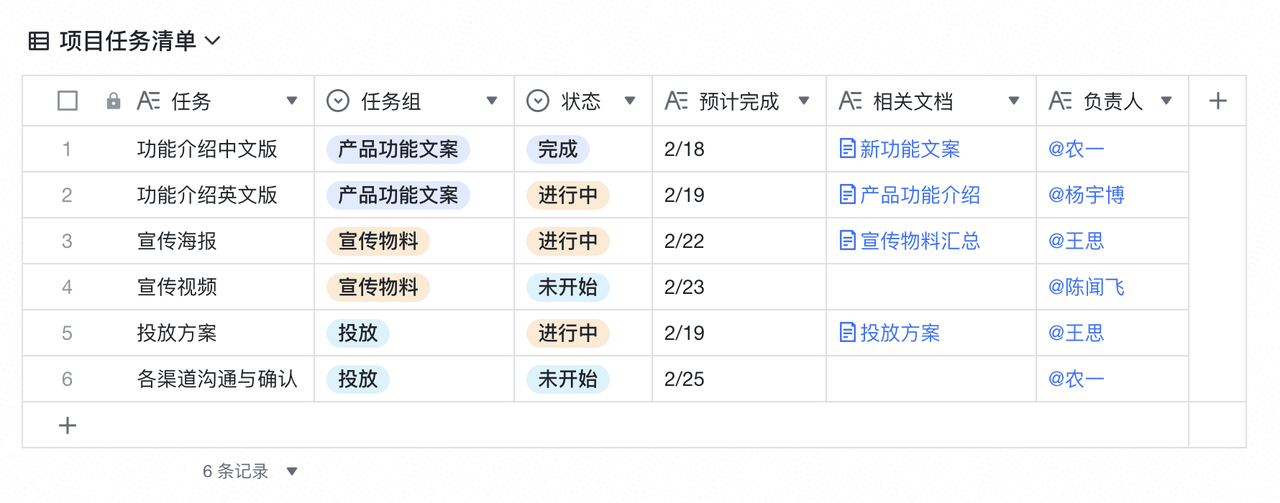 项目任务清单
任务 任务组 状态 预计完成 相关文档 负责人
1 功能介绍中文版 产品功能文案 完成 2/18 新功能文案 @农一
2 功能介绍英文版 产品功能文案 进行中 2/19 产品功能介绍 @杨宇博
3 宣传海报 宣传物料 进行中 2/22 宣传物料汇总 @王思
4 宣传视频 宣传物料 未开始 2/23 @陈闻飞
5 投放方案 投放 进行中 2/19 投放方案 @王思
6 各渠道沟通与确认 投放 未开始 2/25 @农一
6 条记录